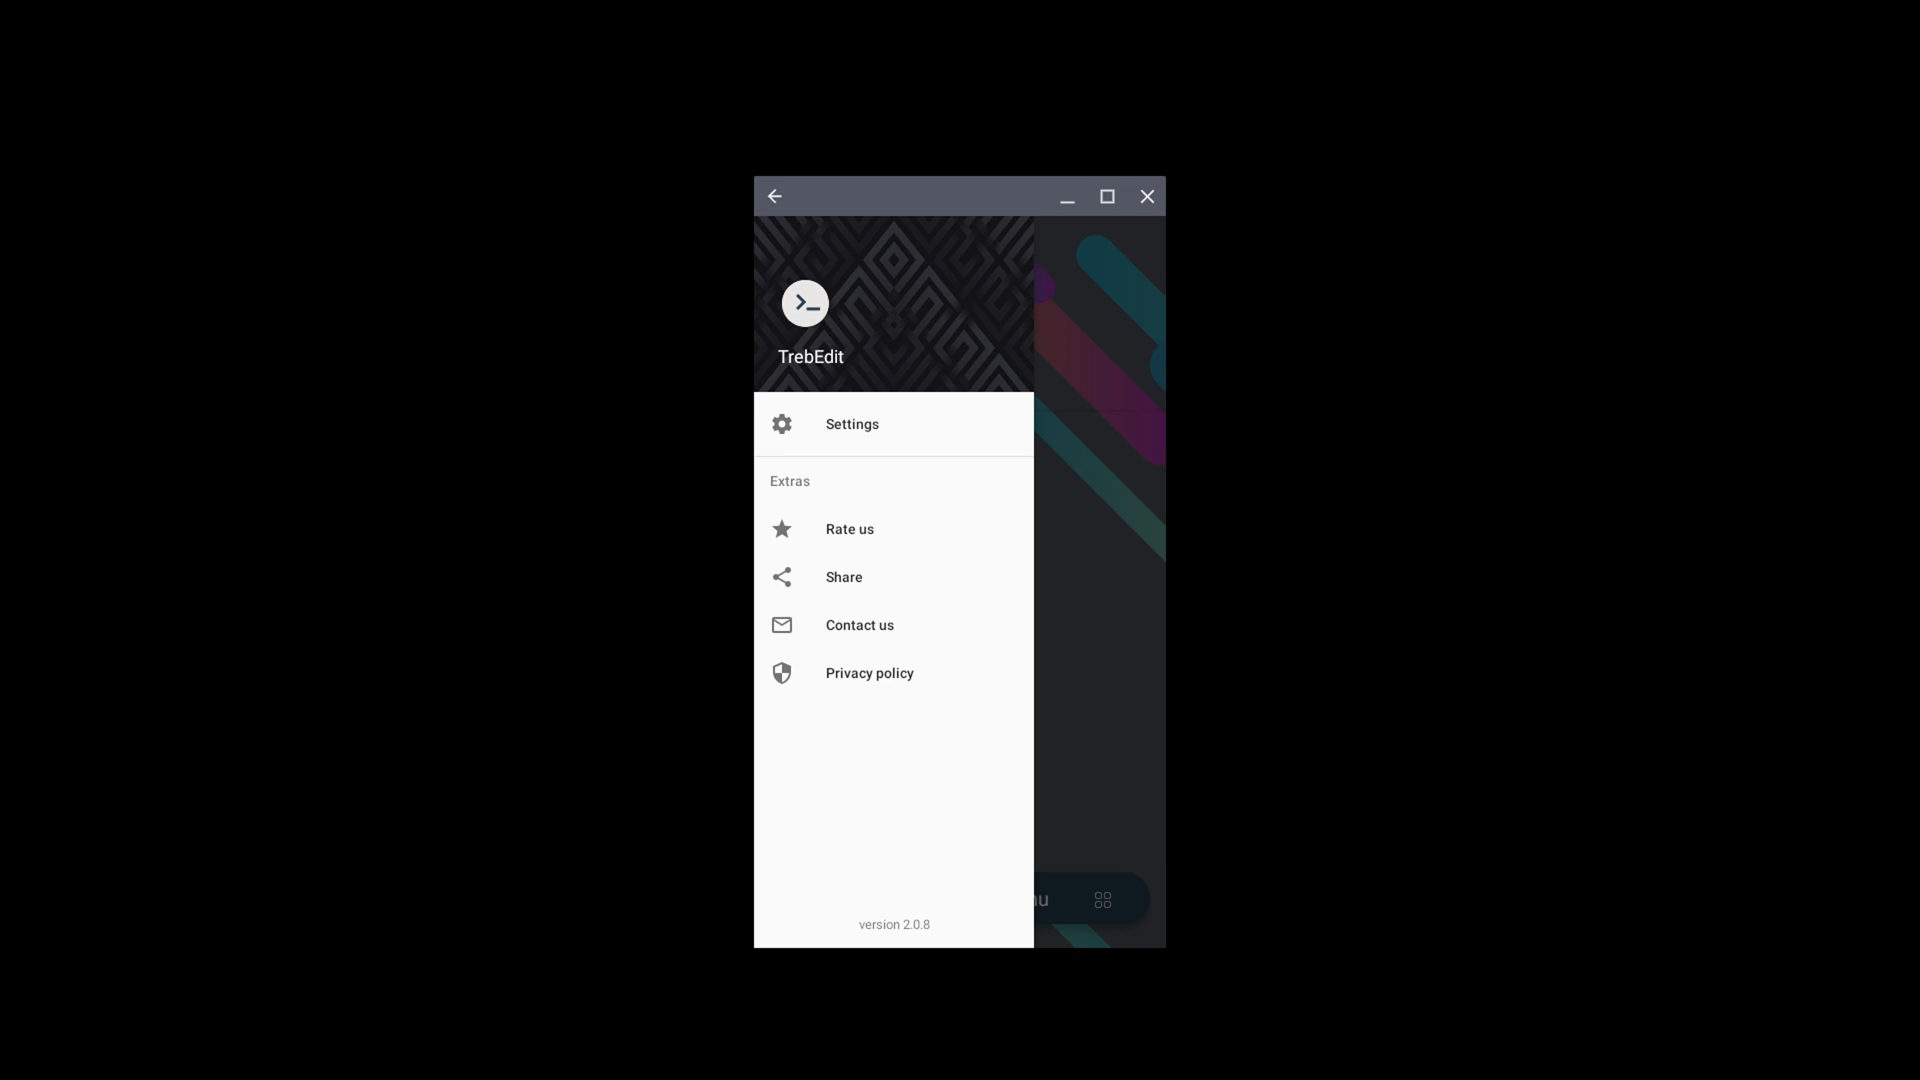 TrebEdit
Settings
Extras
Rate us
Share
Contact us
Privacy policy
version 2.0.8